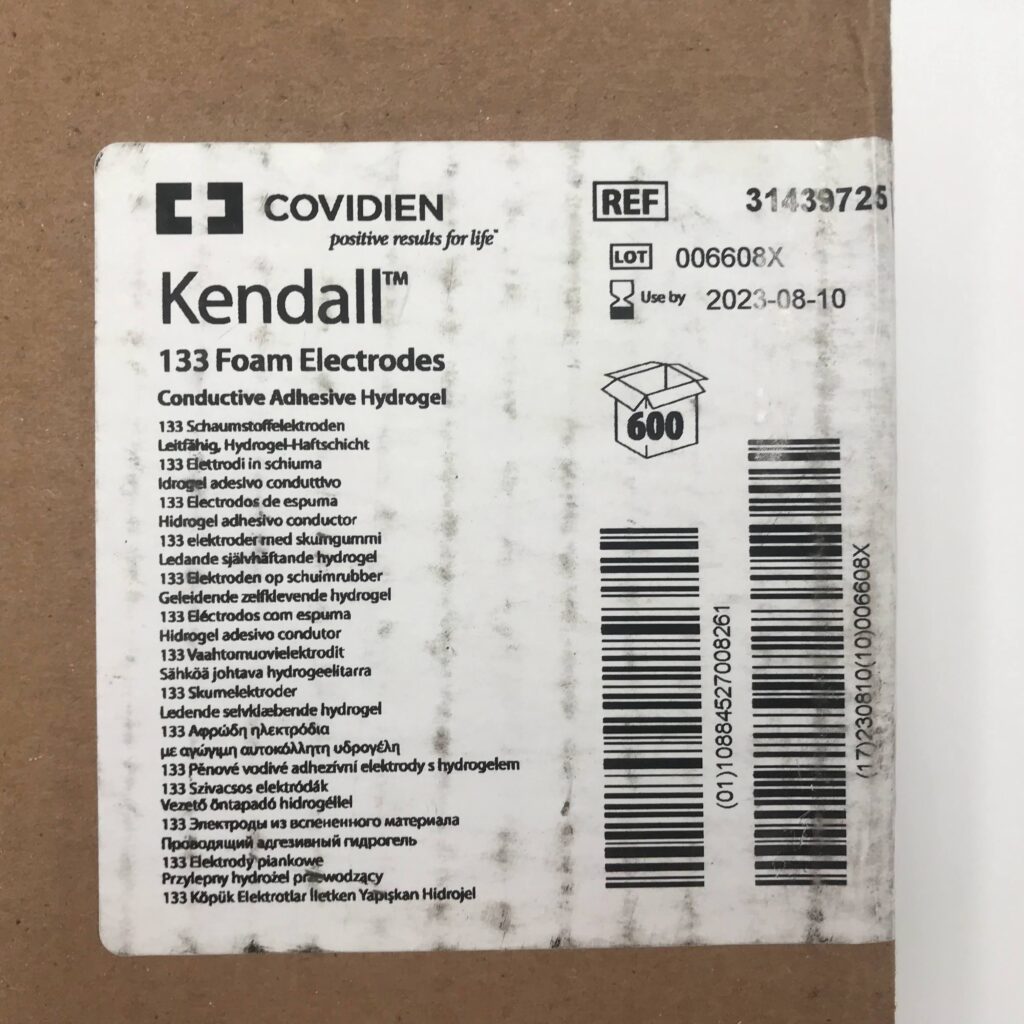 COVIDIEN
positive results for life™
Kendall™
133 Foam Electrodes
Conductive Adhesive Hydrogel
133 Schaumstoffelektroden
Leitfähig, Hydrogel-Haftschicht
133 Elettrodi in schiuma
Idrogel adesivo conduttivo
133 Electrodos de espuma
Hidrogel adhesivo conductor
133 elektroder med skumgummi
Ledande självhäftande hydrogel
133 Elektroden op schuimrubber
Geleidende zelfklevende hydrogel
133 Eléctrodos com espuma
Hidrogel adesivo condutor
133 Vaahtomuovielektrodit
Sähköä johtava hydrogeelitarra
133 Skumelektroder
Ledende selvklæbende hydrogel
133 Αφρώδη ηλεκτρόδια
με αγώγιμη αυτοκόλλητη υδρογέλη
133 Pěnové vodivé adhezívní elektrody s hydrogelem
133 Szivacsos elektródák
Vezető öntapadó hidrogéllel
133 Электроды из вспененного материала
Проводящий адгезивный гидрогель
133 Elektrody piankowe
Przylepny hydrożel przewodzący
133 Köpük Elektrotlar İletken Yapışkan Hidrojel
REF 31439725
LOT 006608X
Use by 2023-08-10
600
(01)10884527008261
(17)230810(10)006608X